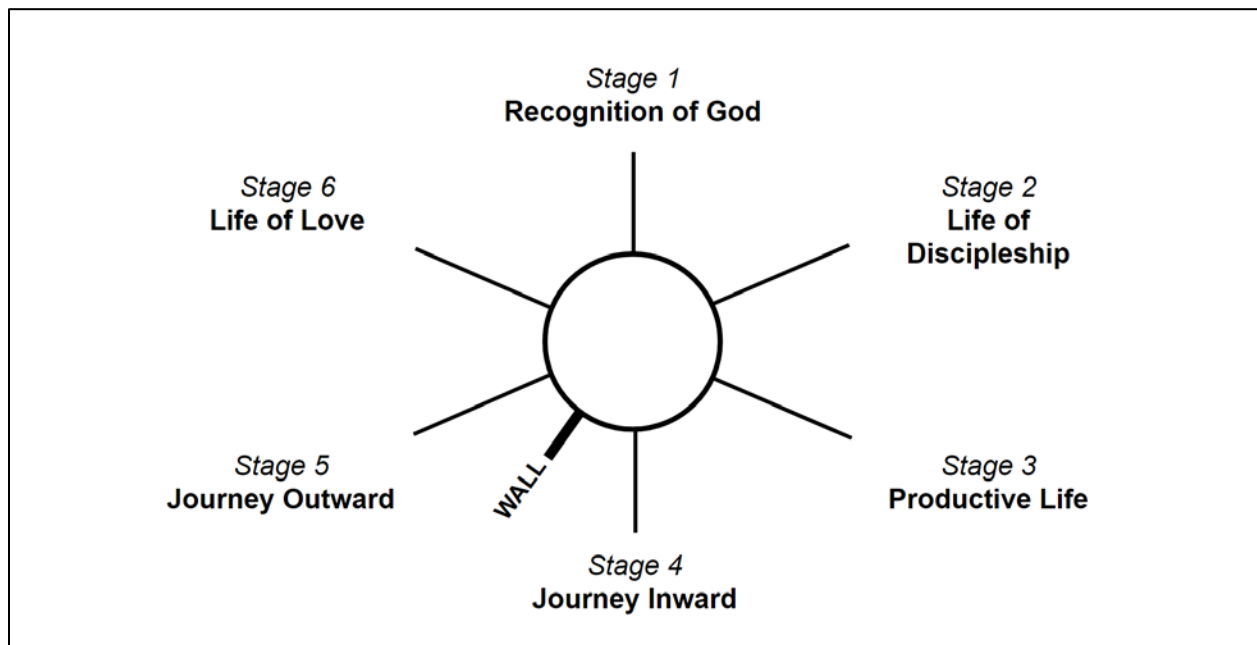 Stage 1
Recognition of God
Stage 2
Life of
Discipleship
Stage 3
Productive Life
Stage 4
Journey Inward
WALL
Stage 5
Journey Outward
Stage 6
Life of Love